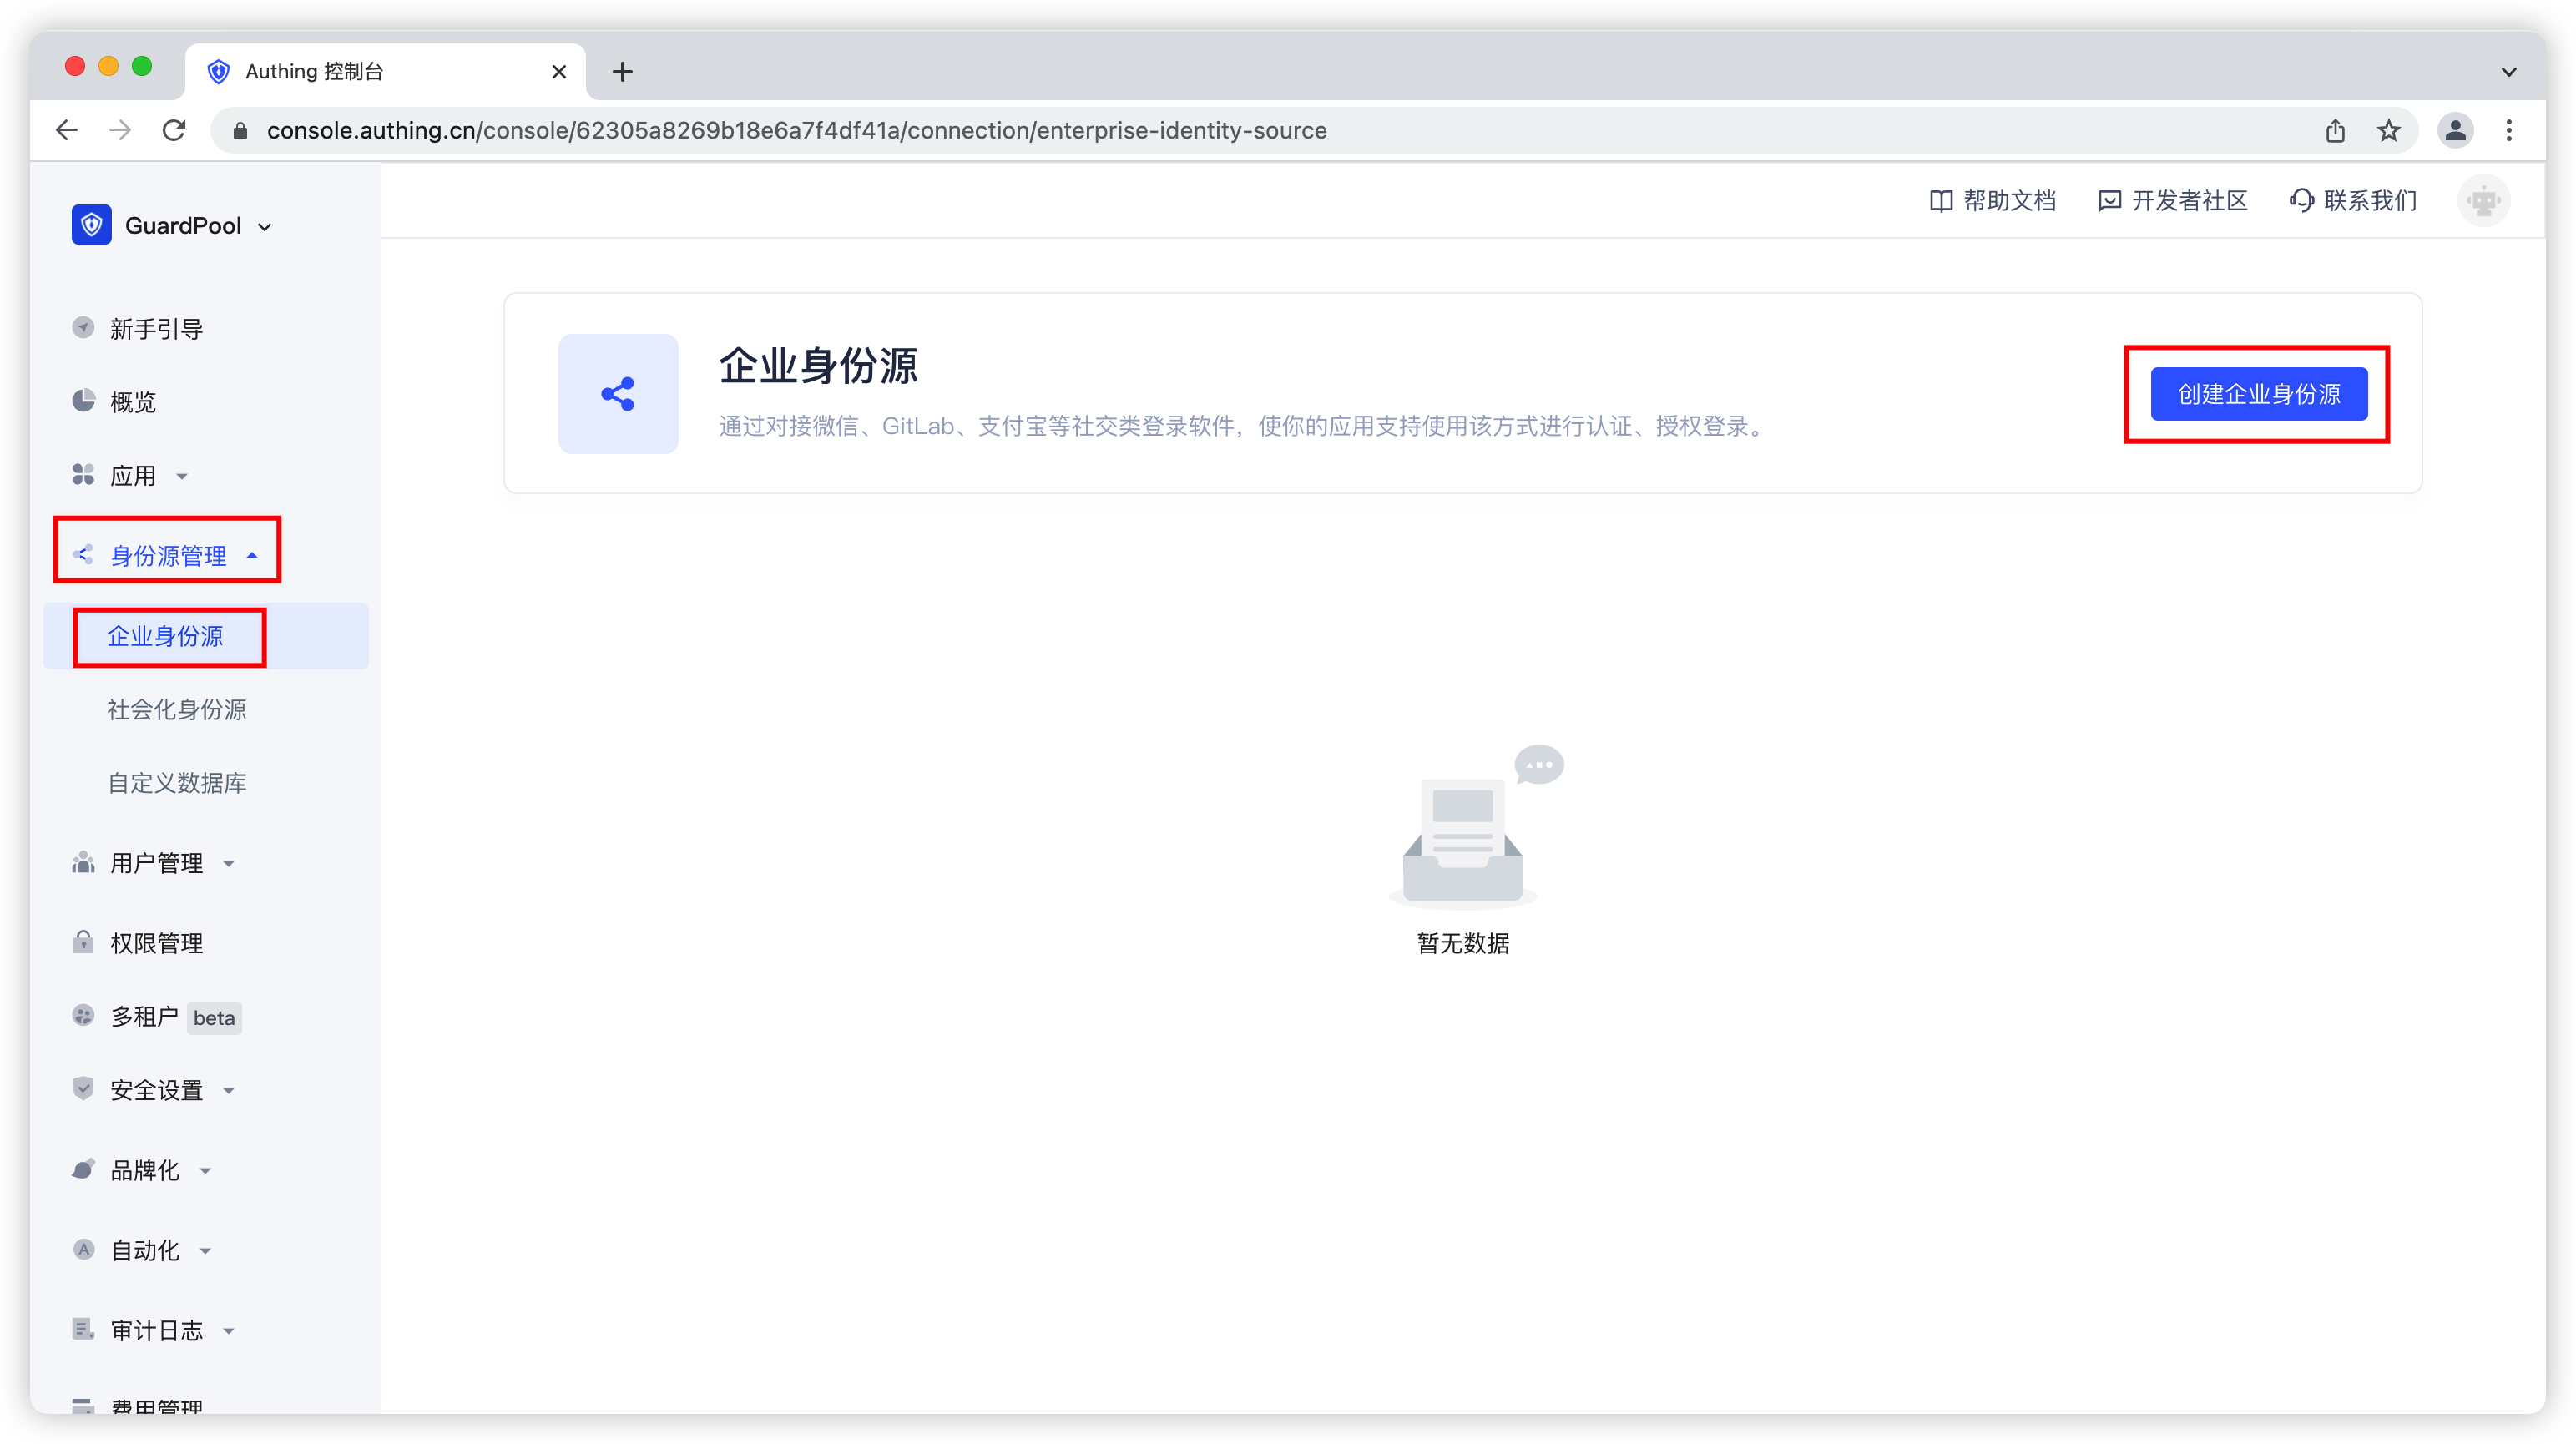 Authing 控制台
console.authing.cn/console/62305a8269b18e6a7f4df41a/connection/enterprise-identity-source
GuardPool
帮助文档
开发者社区
联系我们
新手引导
概览
应用
身份源管理
企业身份源
社会化身份源
自定义数据库
用户管理
权限管理
多租户 beta
安全设置
品牌化
自动化
审计日志
费用管理
企业身份源
通过对接微信、GitLab、支付宝等社交类登录软件，使你的应用支持使用该方式进行认证、授权登录。
创建企业身份源
暂无数据